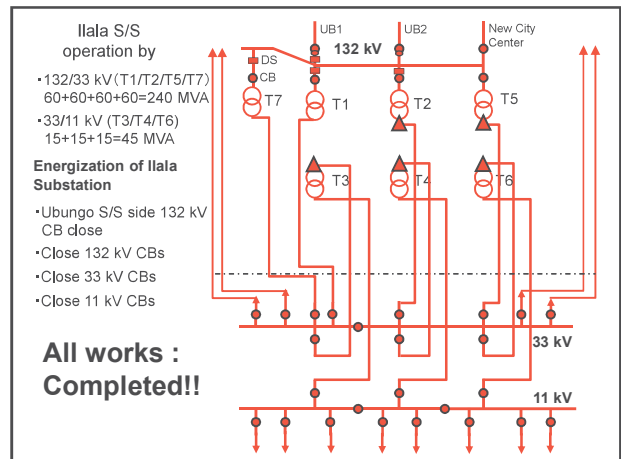 Ilala S/S
operation by
・132/33 kV (T1/T2/T5/T7)
60+60+60+60=240 MVA
・33/11 kV (T3/T4/T6)
15+15+15=45 MVA
Energization of Ilala
Substation
・Ubungo S/S side 132 kV
CB close
・Close 132 kV CBs
・Close 33 kV CBs
・Close 11 kV CBs
All works :
Completed!!
UB1
UB2
New City
Center
132 kV
DS
CB
T7
T1
T2
T5
T3
T4
T6
33 kV
11 kV